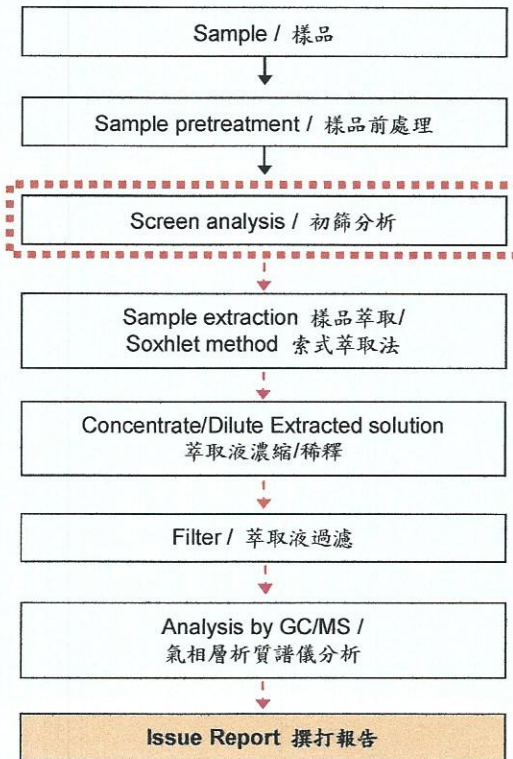 Sample / 樣品
Sample pretreatment / 樣品前處理
Screen analysis / 初篩分析
Sample extraction 樣品萃取/
Soxhlet method 索式萃取法
Concentrate/Dilute Extracted solution
萃取液濃縮/稀釋
Filter / 萃取液過濾
Analysis by GC/MS /
氣相層析質譜儀分析
Issue Report 撰打報告